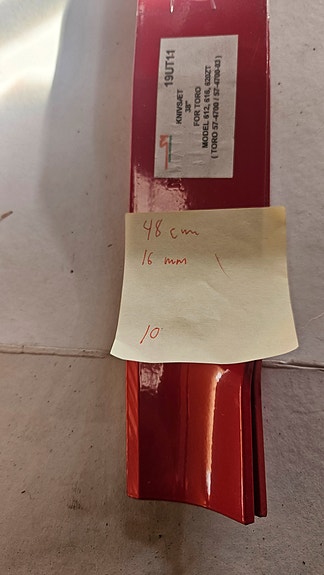 19UT11
KNIVSÆT
38"
FOR TORO
MODEL 612, 616, 620ZT
( TORO 57-4700 / 57-4700-03 )
48 cm
16 mm
10